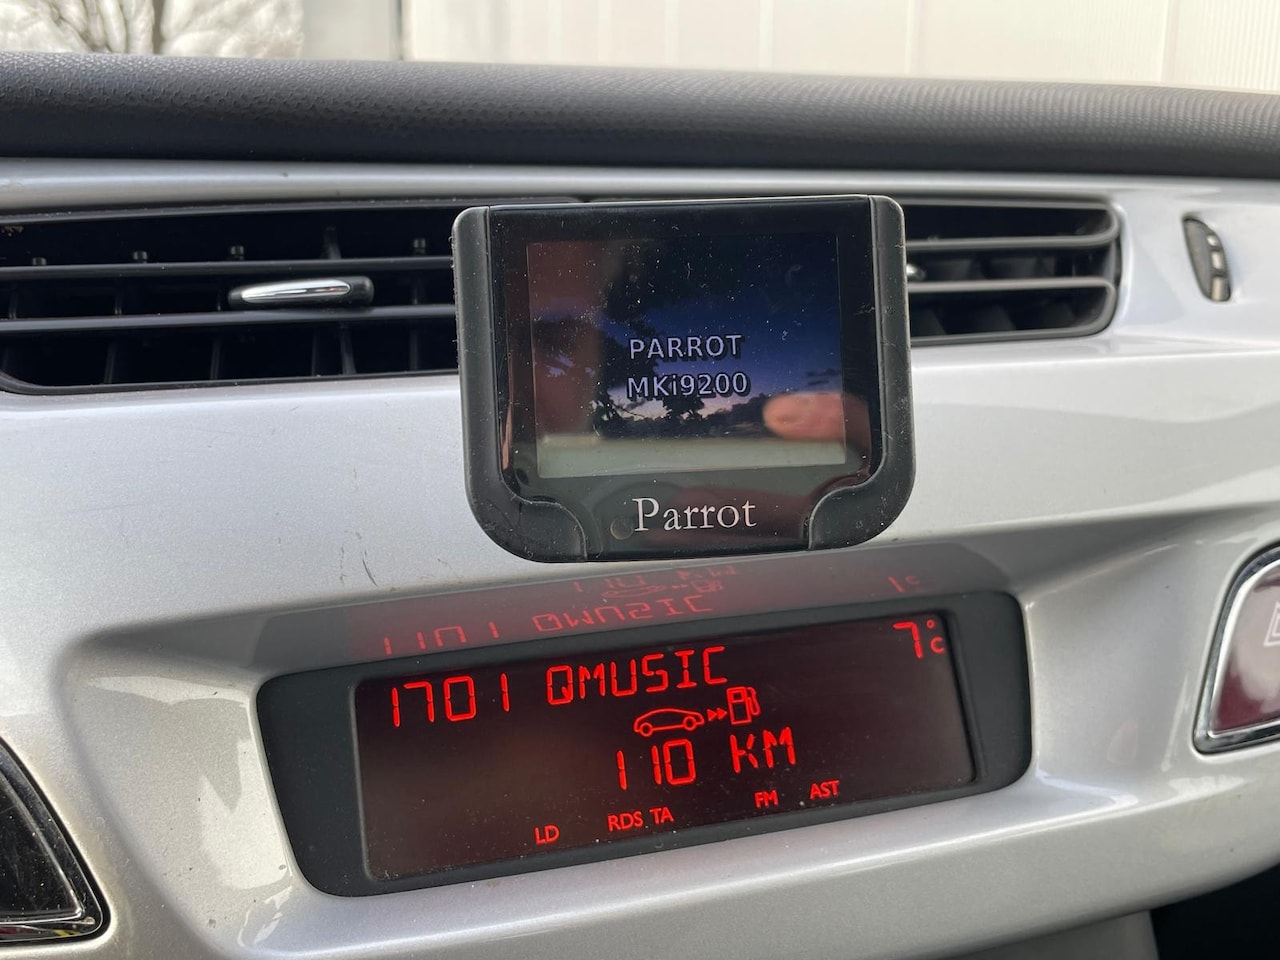 PARROT
MKi9200
Parrot
1701 QMUSIC
7°C
110 KM
LD RDS TA FM AST